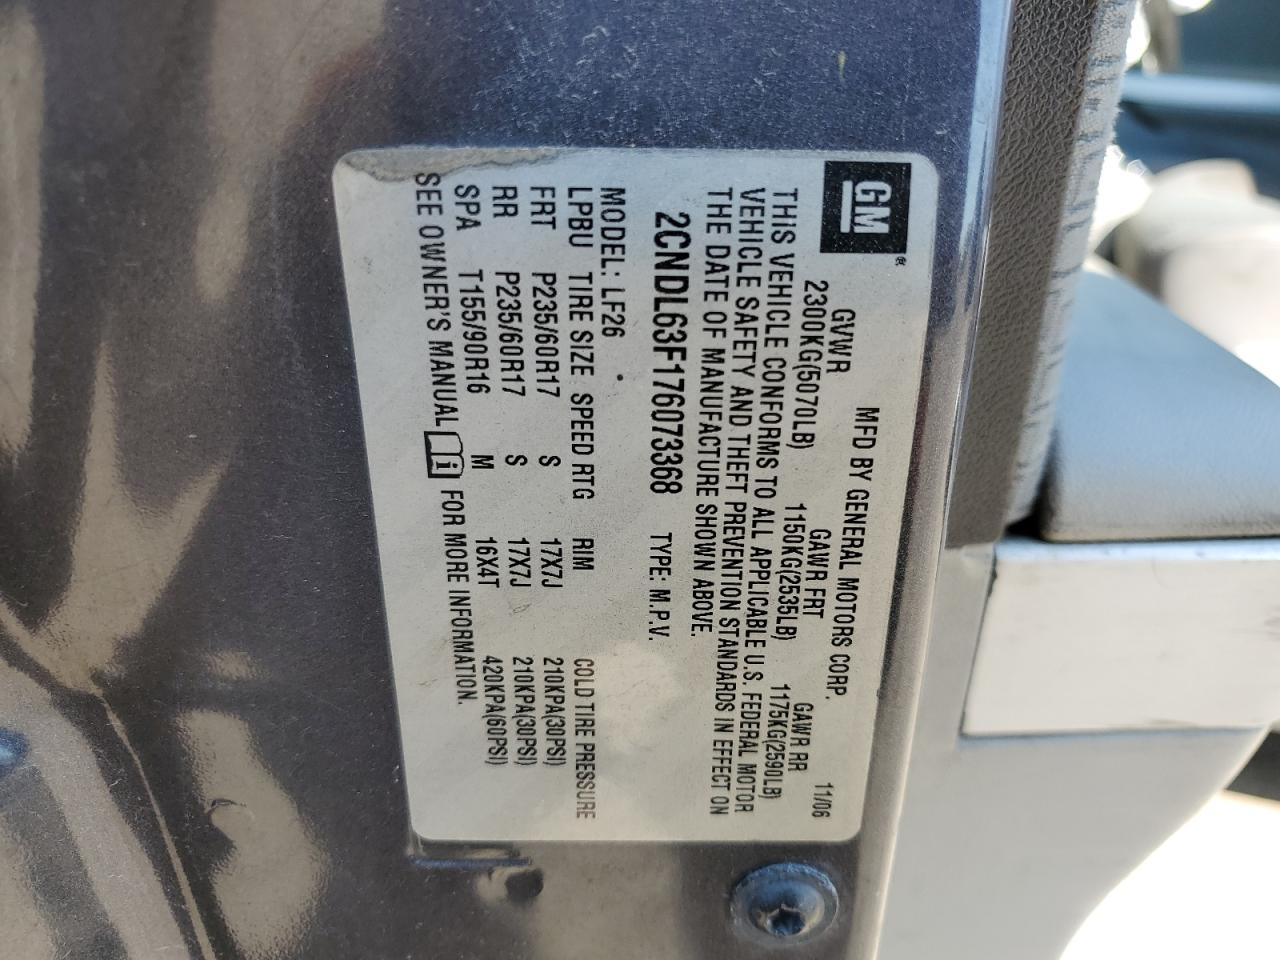 GM®
MFD BY GENERAL MOTORS CORP. 11/06
GVWR GAWR FRT GAWR RR
2300KG(5070LB) 1150KG(2535LB) 1175KG(2590LB)
THIS VEHICLE CONFORMS TO ALL APPLICABLE U.S. FEDERAL MOTOR
VEHICLE SAFETY AND THEFT PREVENTION STANDARDS IN EFFECT ON
THE DATE OF MANUFACTURE SHOWN ABOVE.
2CNDL63F176073368 TYPE: M.P.V.
MODEL: LF26
LPBU TIRE SIZE SPEED RTG RIM COLD TIRE PRESSURE
FRT P235/60R17 S 17X7J 210KPA(30PSI)
RR P235/60R17 S 17X7J 210KPA(30PSI)
SPA T155/90R16 M 16X4T 420KPA(60PSI)
SEE OWNER'S MANUAL i FOR MORE INFORMATION.